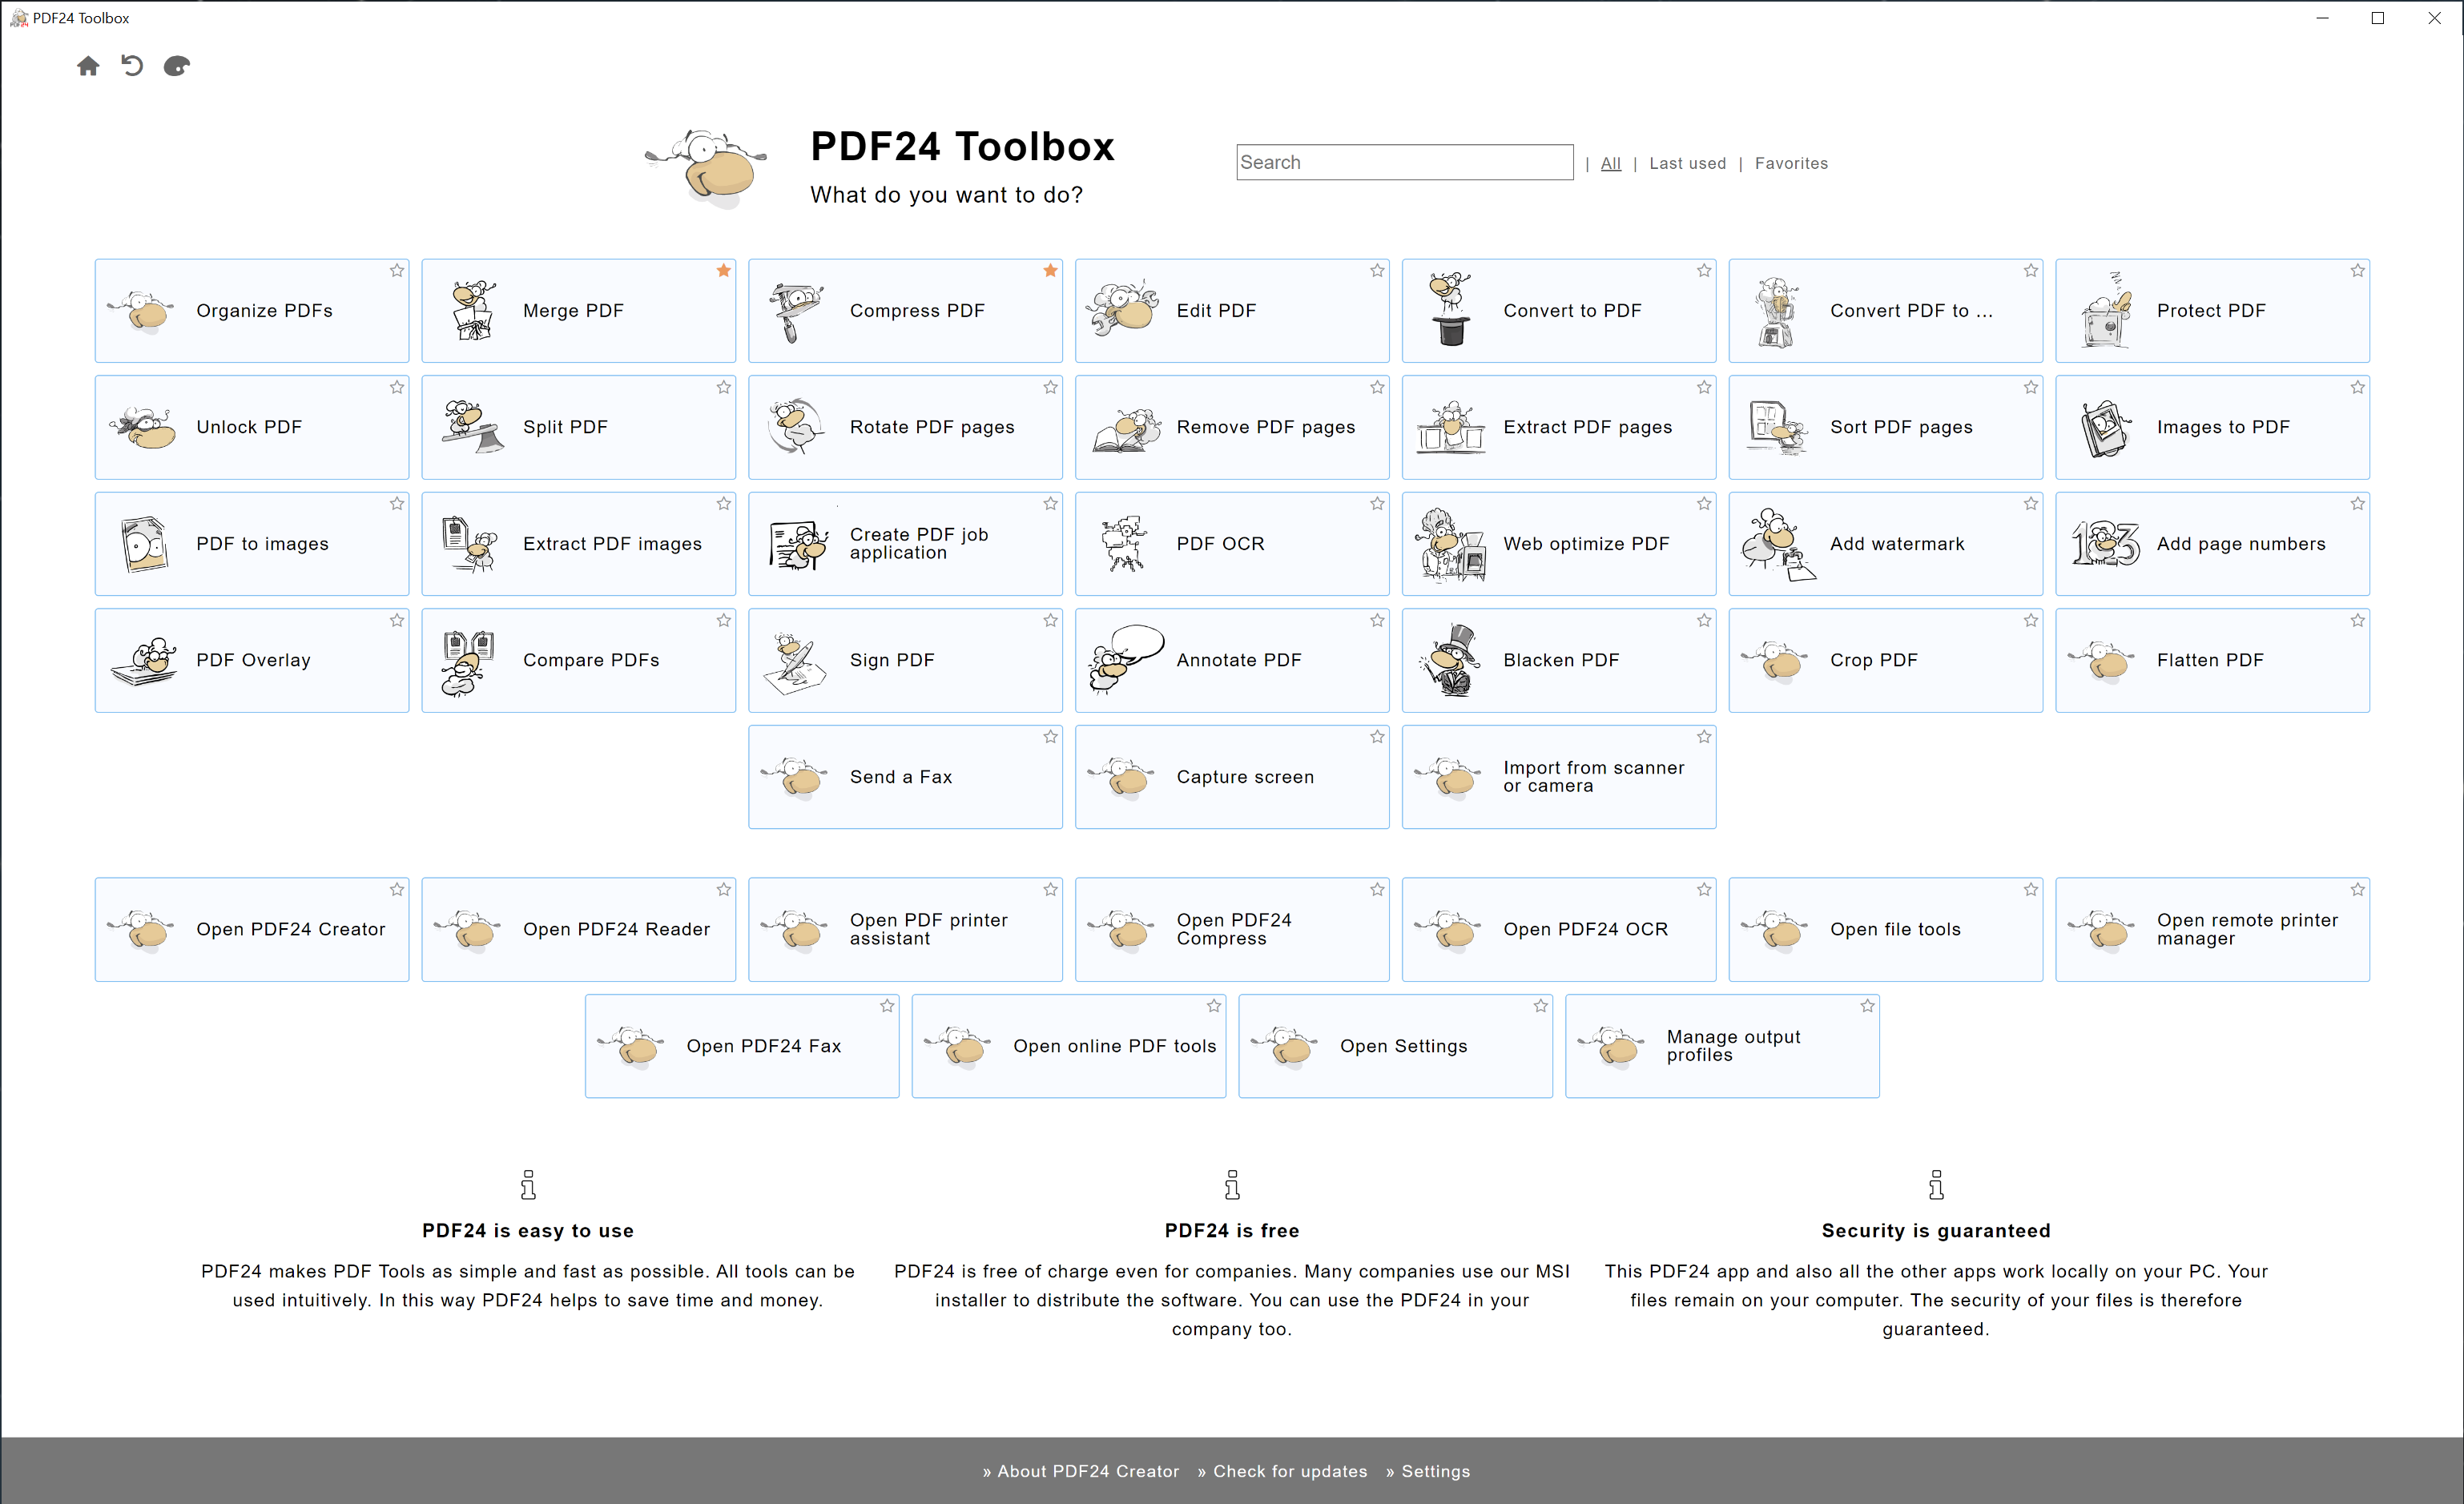 PDF24 Toolbox
PDF24 Toolbox
What do you want to do?
Search | All | Last used | Favorites
Organize PDFs
Merge PDF
Compress PDF
Edit PDF
Convert to PDF
Convert PDF to ...
Protect PDF
Unlock PDF
Split PDF
Rotate PDF pages
Remove PDF pages
Extract PDF pages
Sort PDF pages
Images to PDF
PDF to images
Extract PDF images
Create PDF job
application
PDF OCR
Web optimize PDF
Add watermark
123
Add page numbers
PDF Overlay
Compare PDFs
Sign PDF
Annotate PDF
Blacken PDF
Crop PDF
Flatten PDF
Send a Fax
Capture screen
Import from scanner
or camera
Open PDF24 Creator
Open PDF24 Reader
Open PDF printer
assistant
Open PDF24
Compress
Open PDF24 OCR
Open file tools
Open remote printer
manager
Open PDF24 Fax
Open online PDF tools
Open Settings
Manage output
profiles
PDF24 is easy to use
PDF24 makes PDF Tools as simple and fast as possible. All tools can be
used intuitively. In this way PDF24 helps to save time and money.
PDF24 is free
PDF24 is free of charge even for companies. Many companies use our MSI
installer to distribute the software. You can use the PDF24 in your
company too.
Security is guaranteed
This PDF24 app and also all the other apps work locally on your PC. Your
files remain on your computer. The security of your files is therefore
guaranteed.
» About PDF24 Creator » Check for updates » Settings